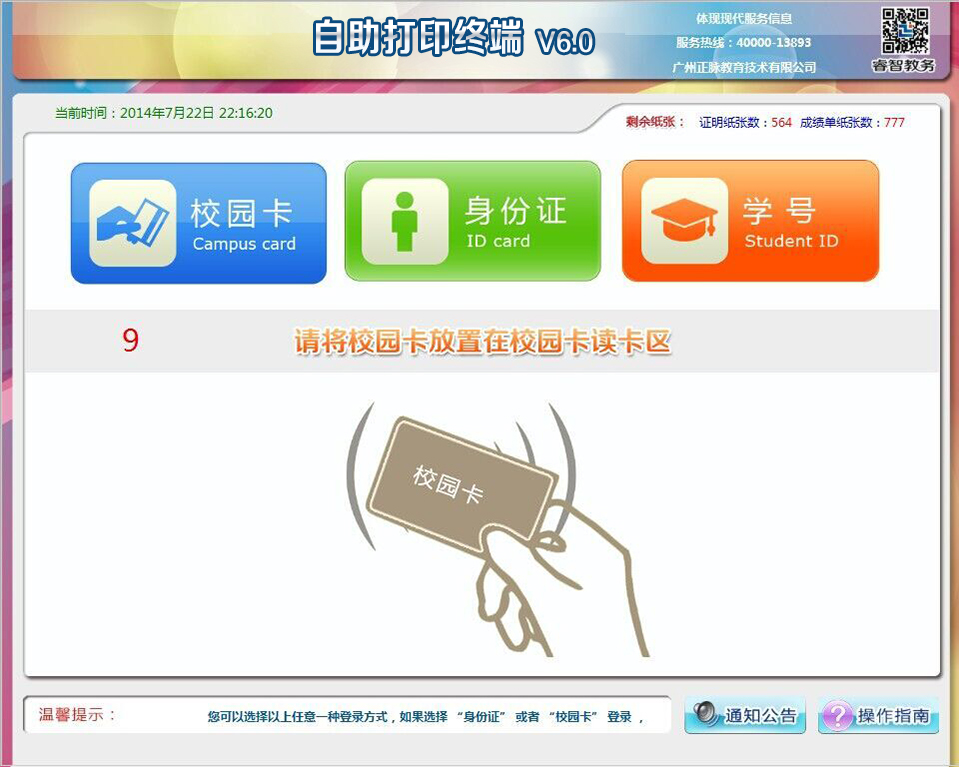 自助打印终端 V6.0
体现现代服务信息
服务热线：40000-13893
广州正脉教育技术有限公司
睿智教务
当前时间：2014年7月22日 22:16:20
剩余纸张： 证明纸张数：564 成绩单纸张数：777
校园卡
Campus card
身份证
ID card
学号
Student ID
9
请将校园卡放置在校园卡读卡区
校园卡
温馨提示：
您可以选择以上任意一种登录方式，如果选择 “身份证” 或者 “校园卡” 登录 ，
通知公告
操作指南